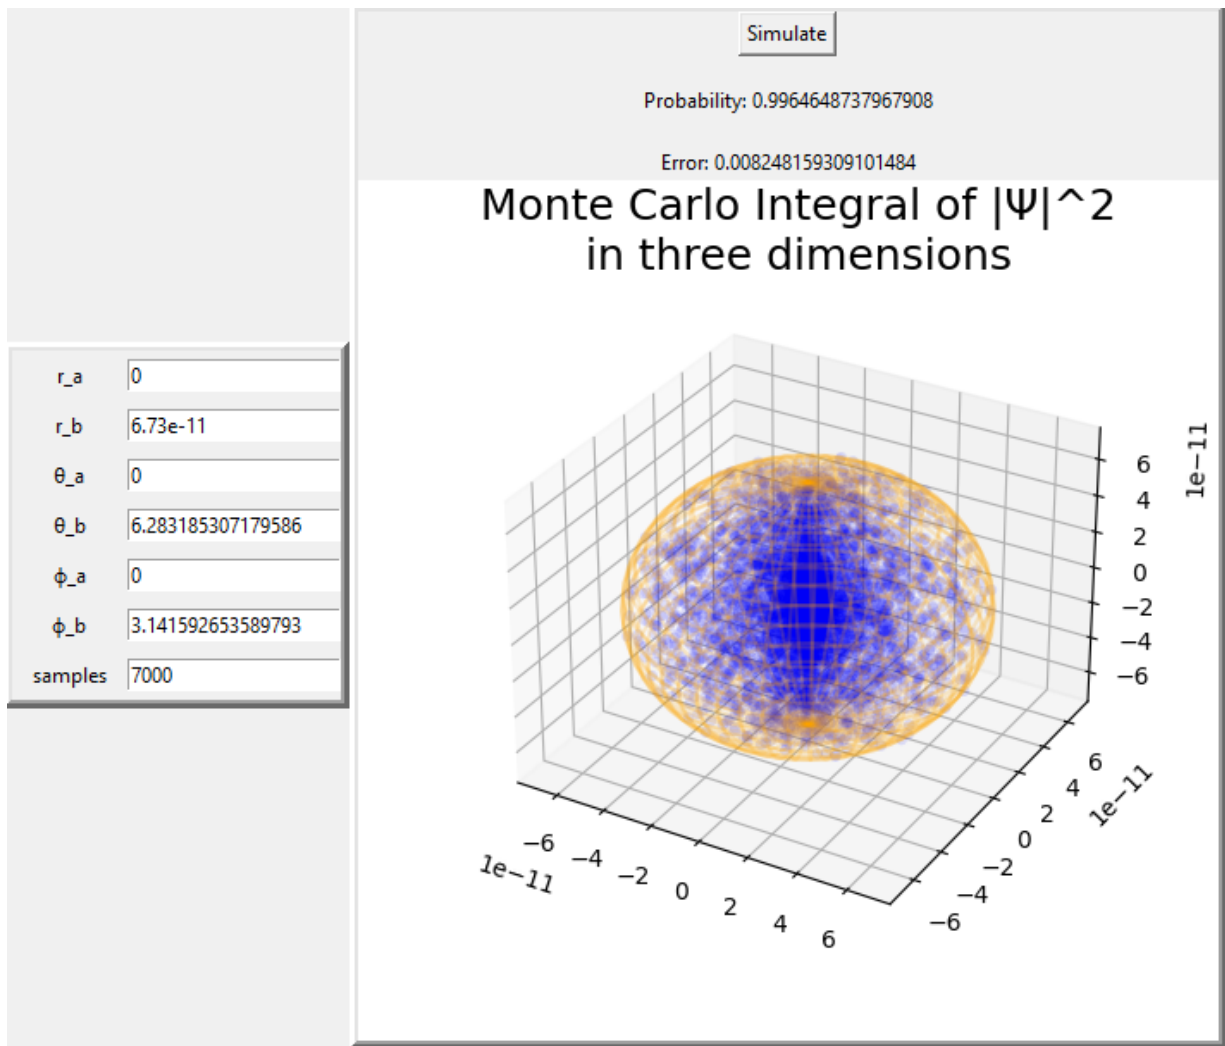 r_a 0
r_b 6.73e-11
θ_a 0
θ_b 6.283185307179586
ϕ_a 0
ϕ_b 3.141592653589793
samples 7000
Simulate
Probability: 0.9964648737967908
Error: 0.008248159309101484
Monte Carlo Integral of |Ψ|^2
in three dimensions
1e−11
6
4
2
0
−2
−4
−6
6
4
2
0
−2
−4
−6
1e−11
−6
−4
−2
0
2
4
6
1e−11